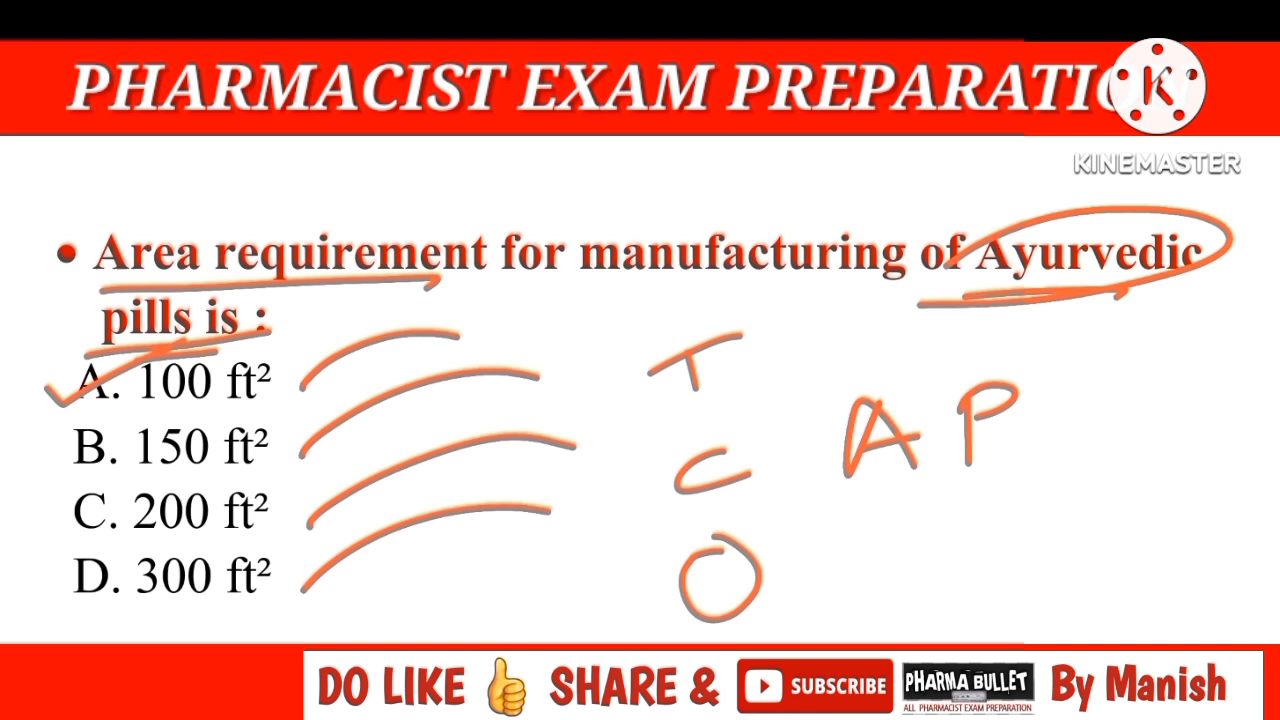 PHARMACIST EXAM PREPARATION
K
KINEMASTER
• Area requirement for manufacturing of Ayurvedic
pills is :
A. 100 ft²
B. 150 ft²
C. 200 ft²
D. 300 ft²
T
C
O
A P
DO LIKE SHARE & SUBSCRIBE PHARMA BULLET By Manish
ALL PHARMACIST EXAM PREPARATION